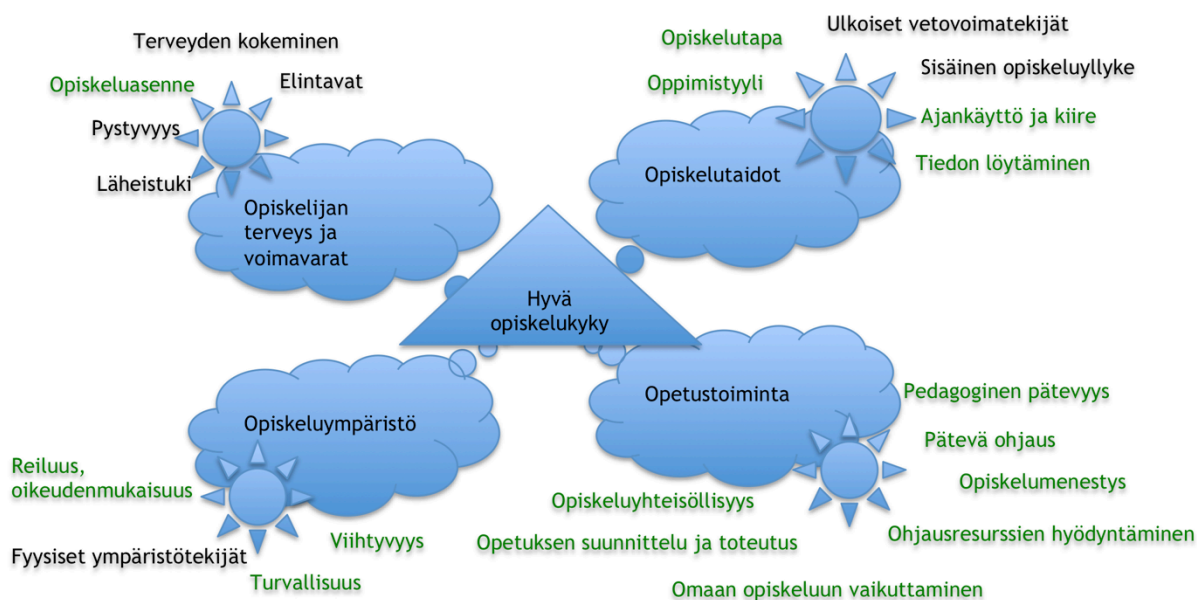 Terveyden kokeminen
Opiskeluasenne
Elintavat
Pystyvyys
Läheistuki
Opiskelijan
terveys ja
voimavarat
Ulkoiset vetovoimatekijät
Opiskelutapa
Sisäinen opiskeluyllyke
Oppimistyyli
Ajankäyttö ja kiire
Tiedon löytäminen
Opiskelutaidot
Hyvä
opiskelukyky
Opiskeluympäristö
Reiluus,
oikeudenmukaisuus
Viihtyvyys
Fyysiset ympäristötekijät
Turvallisuus
Opetustoiminta
Pedagoginen pätevyys
Pätevä ohjaus
Opiskelumenestys
Opiskeluyhteisöllisyys
Ohjausresurssien hyödyntäminen
Opetuksen suunnittelu ja toteutus
Omaan opiskeluun vaikuttaminen